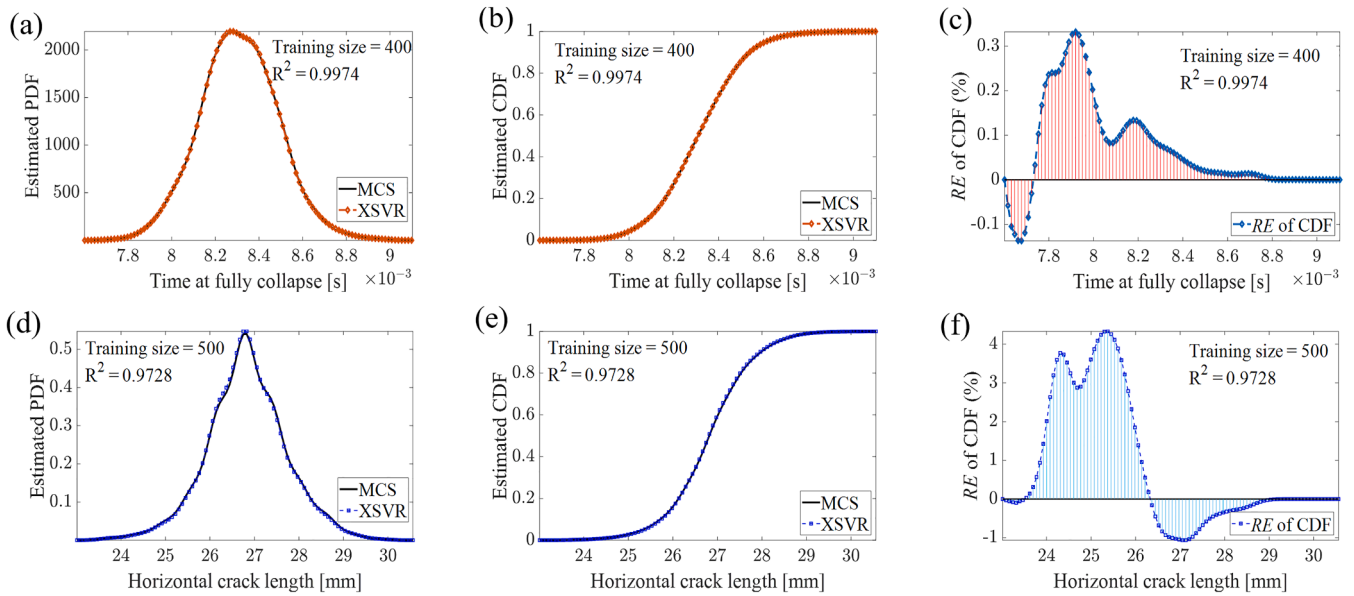 (a)
2000
1500
1000
500
Estimated PDF
Training size = 400
R² = 0.9974
MCS
XSVR
7.8 8 8.2 8.4 8.6 8.8 9
Time at fully collapse [s] ×10⁻³
(b)
1
0.8
0.6
0.4
0.2
0
Estimated CDF
Training size = 400
R² = 0.9974
MCS
XSVR
7.8 8 8.2 8.4 8.6 8.8 9
Time at fully collapse [s] ×10⁻³
(c)
0.3
0.2
0.1
0
-0.1
RE of CDF (%)
Training size = 400
R² = 0.9974
RE of CDF
7.8 8 8.2 8.4 8.6 8.8 9
Time at fully collapse [s] ×10⁻³
(d)
0.5
0.4
0.3
0.2
0.1
Estimated PDF
Training size = 500
R² = 0.9728
MCS
XSVR
24 25 26 27 28 29 30
Horizontal crack length [mm]
(e)
1
0.8
0.6
0.4
0.2
0
Estimated CDF
Training size = 500
R² = 0.9728
MCS
XSVR
24 25 26 27 28 29 30
Horizontal crack length [mm]
(f)
4
3
2
1
0
-1
RE of CDF (%)
Training size = 500
R² = 0.9728
RE of CDF
24 25 26 27 28 29 30
Horizontal crack length [mm]